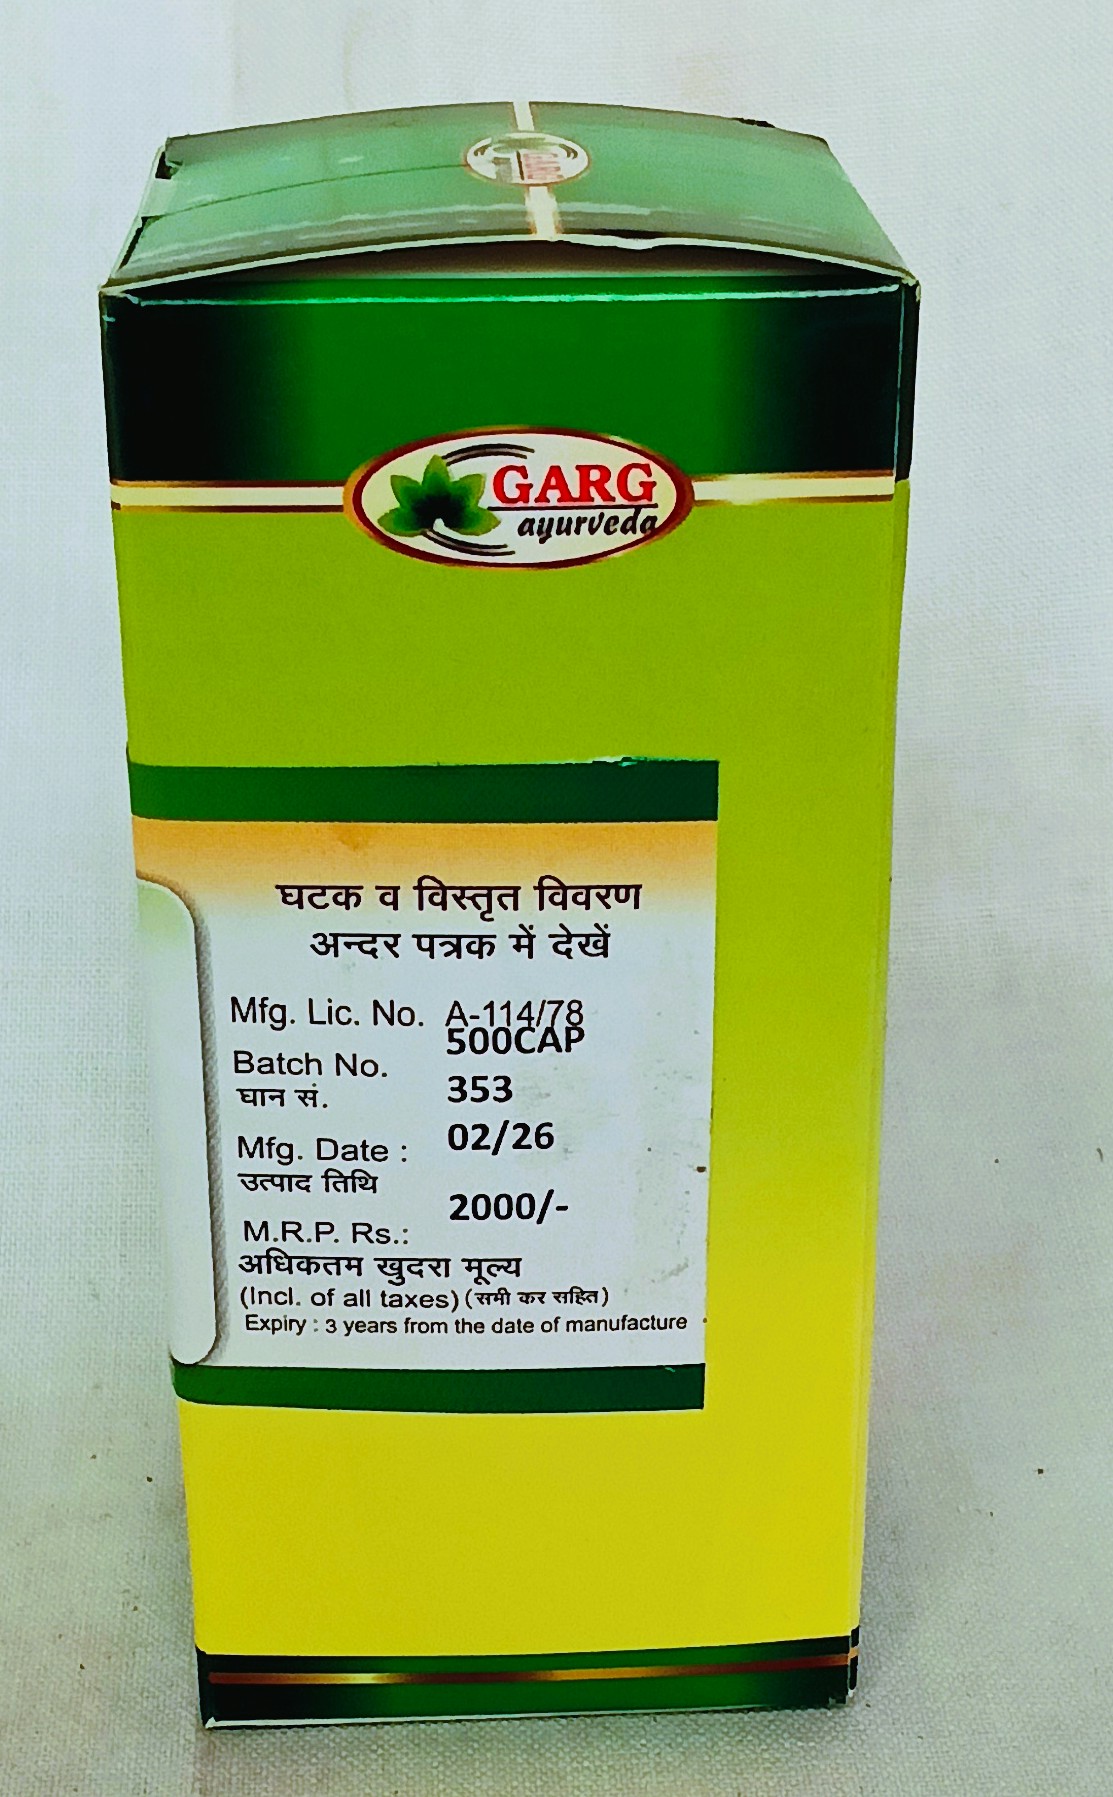 GARG
ayurveda
घटक व विस्तृत विवरण
अन्दर पत्रक में देखें
Mfg. Lic. No. A-114/78
500CAP
Batch No.
353
घान सं.
Mfg. Date : 02/26
उत्पाद तिथि
2000/-
M.R.P. Rs.:
अधिकतम खुदरा मूल्य
(Incl. of all taxes) (समी कर सहित)
Expiry : 3 years from the date of manufacture